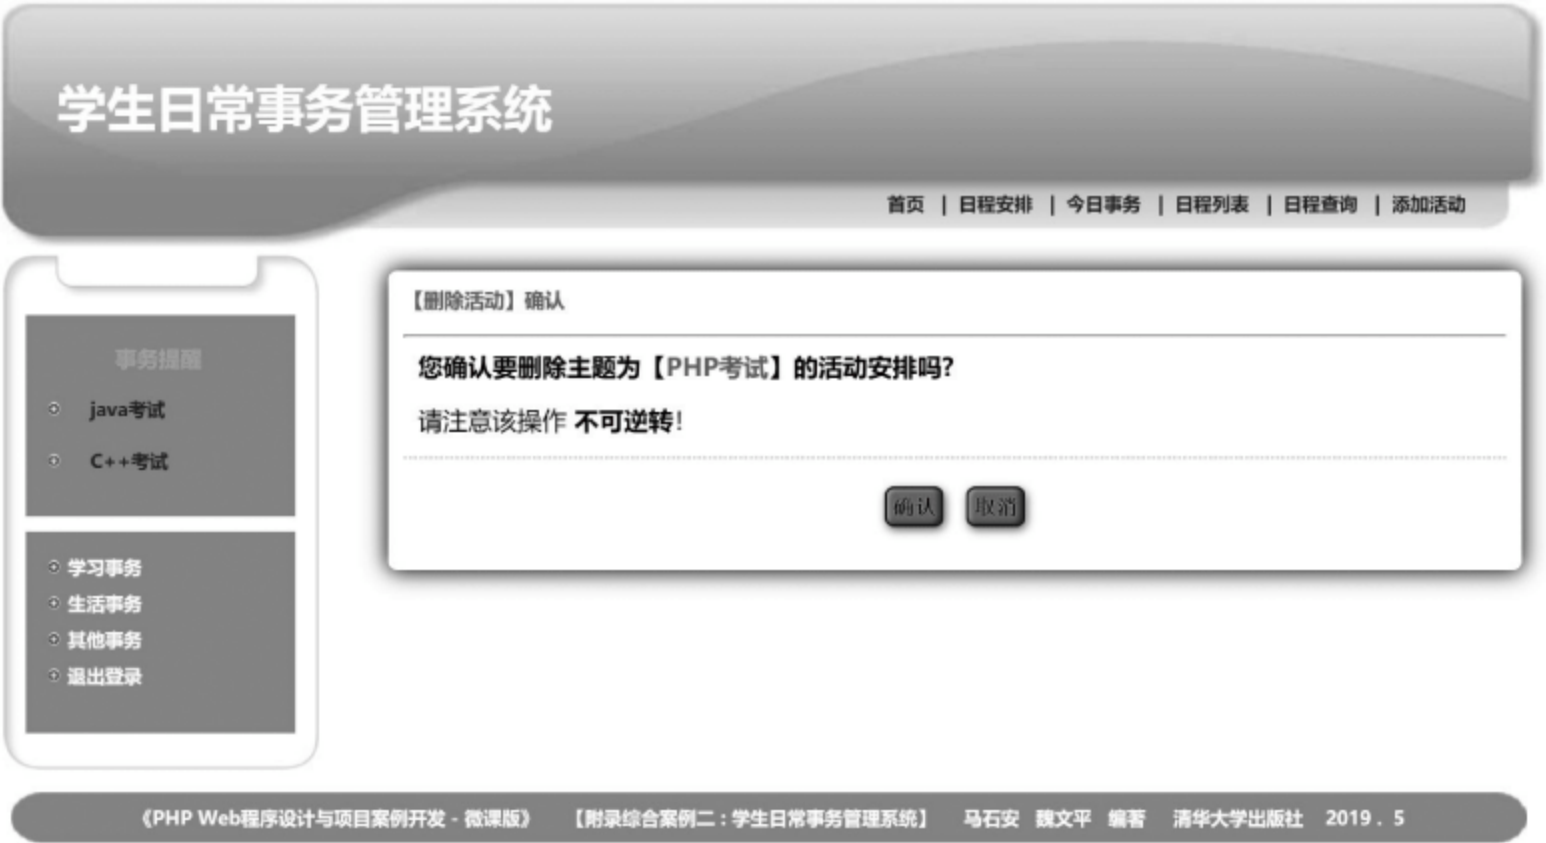 学生日常事务管理系统
首页 | 日程安排 | 今日事务 | 日程列表 | 日程查询 | 添加活动
事务提醒
java考试
C++考试
学习事务
生活事务
其他事务
退出登录
【删除活动】确认
您确认要删除主题为【PHP考试】的活动安排吗?
请注意该操作 不可逆转!
确认 取消
《PHP Web程序设计与项目案例开发 - 微课版》 【附录综合案例二：学生日常事务管理系统】 马石安 魏文平 编著 清华大学出版社 2019 . 5